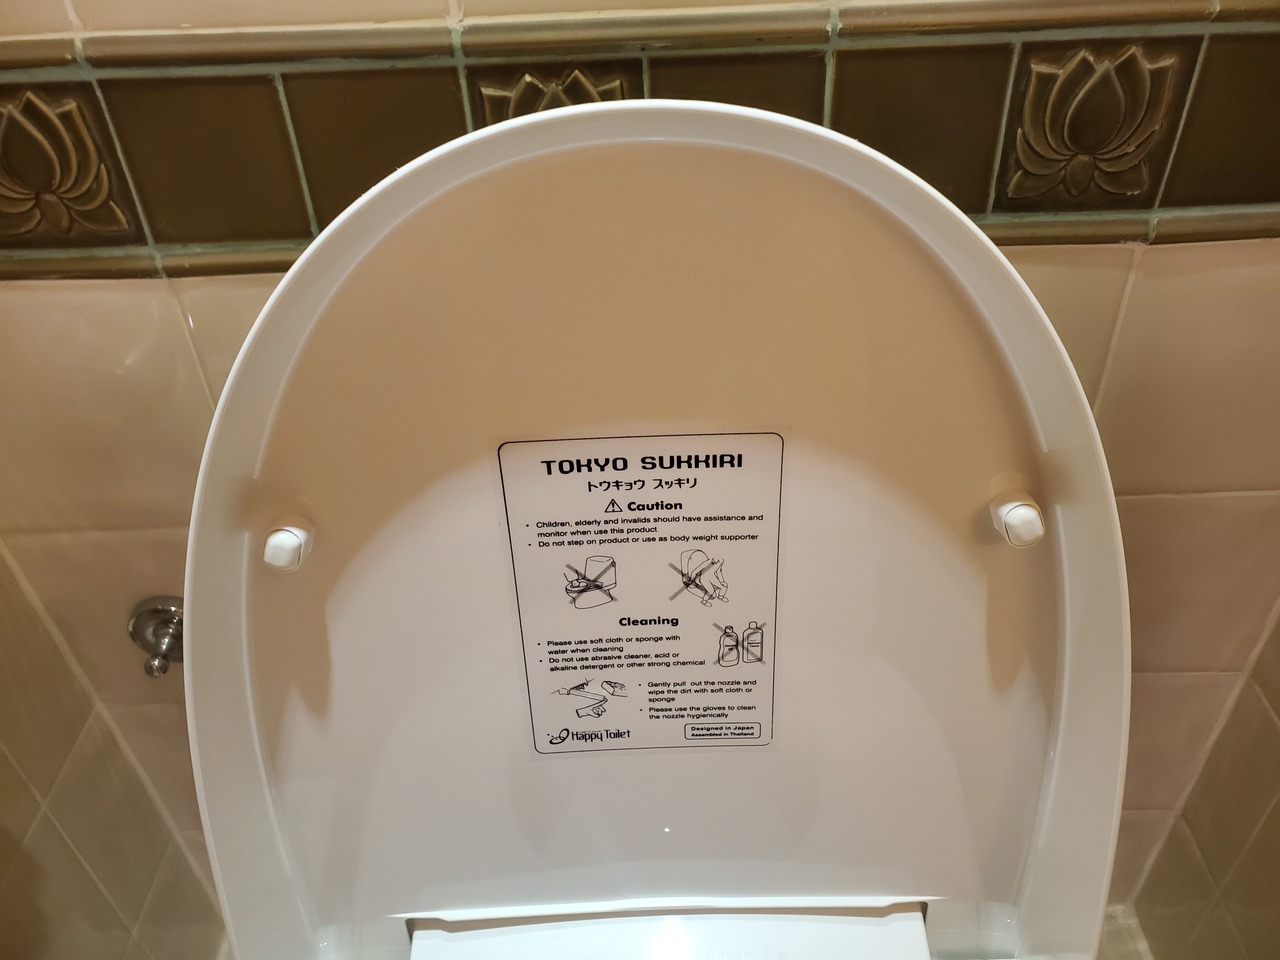 TOKYO SUKKIRI
トウキョウ スッキリ
Caution
• Children, elderly and invalids should have assistance and
monitor when use this product
• Do not step on product or use as body weight supporter
Cleaning
• Please use soft cloth or sponge with
water when cleaning
• Do not use abrasive cleaner, acid or
alkaline detergent or other strong chemical
• Gently pull out the nozzle and
wipe the dirt with soft cloth or
sponge
• Please use the gloves to clean
the nozzle hygienically
Happy Toilet
Designed in Japan
Assembled in Thailand